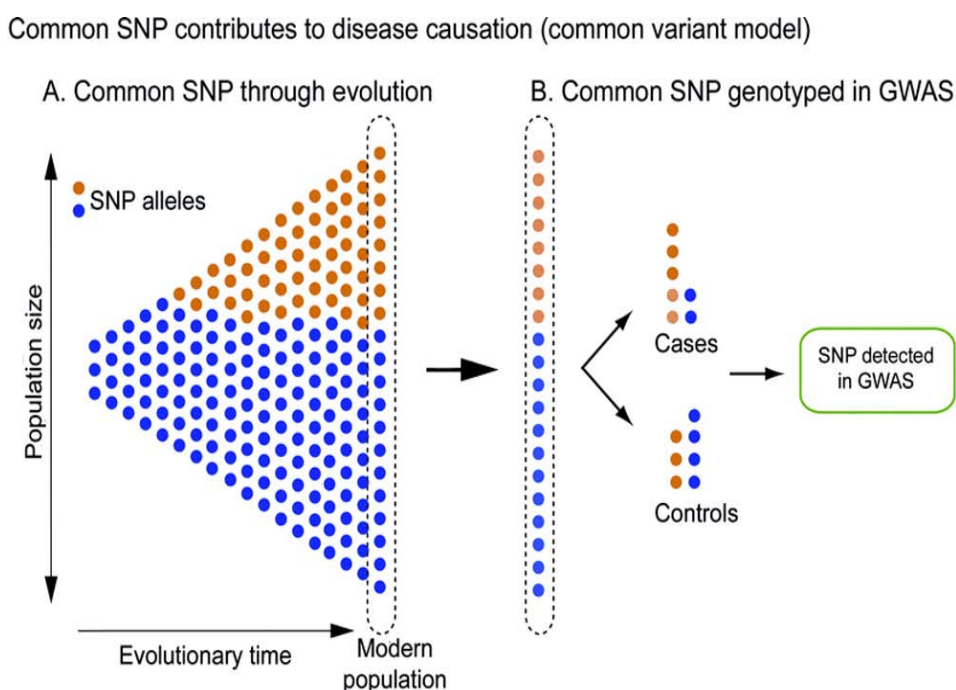 Common SNP contributes to disease causation (common variant model)
A. Common SNP through evolution
B. Common SNP genotyped in GWAS
SNP alleles
Population size
Cases
SNP detected
in GWAS
Controls
Evolutionary time
Modern
population